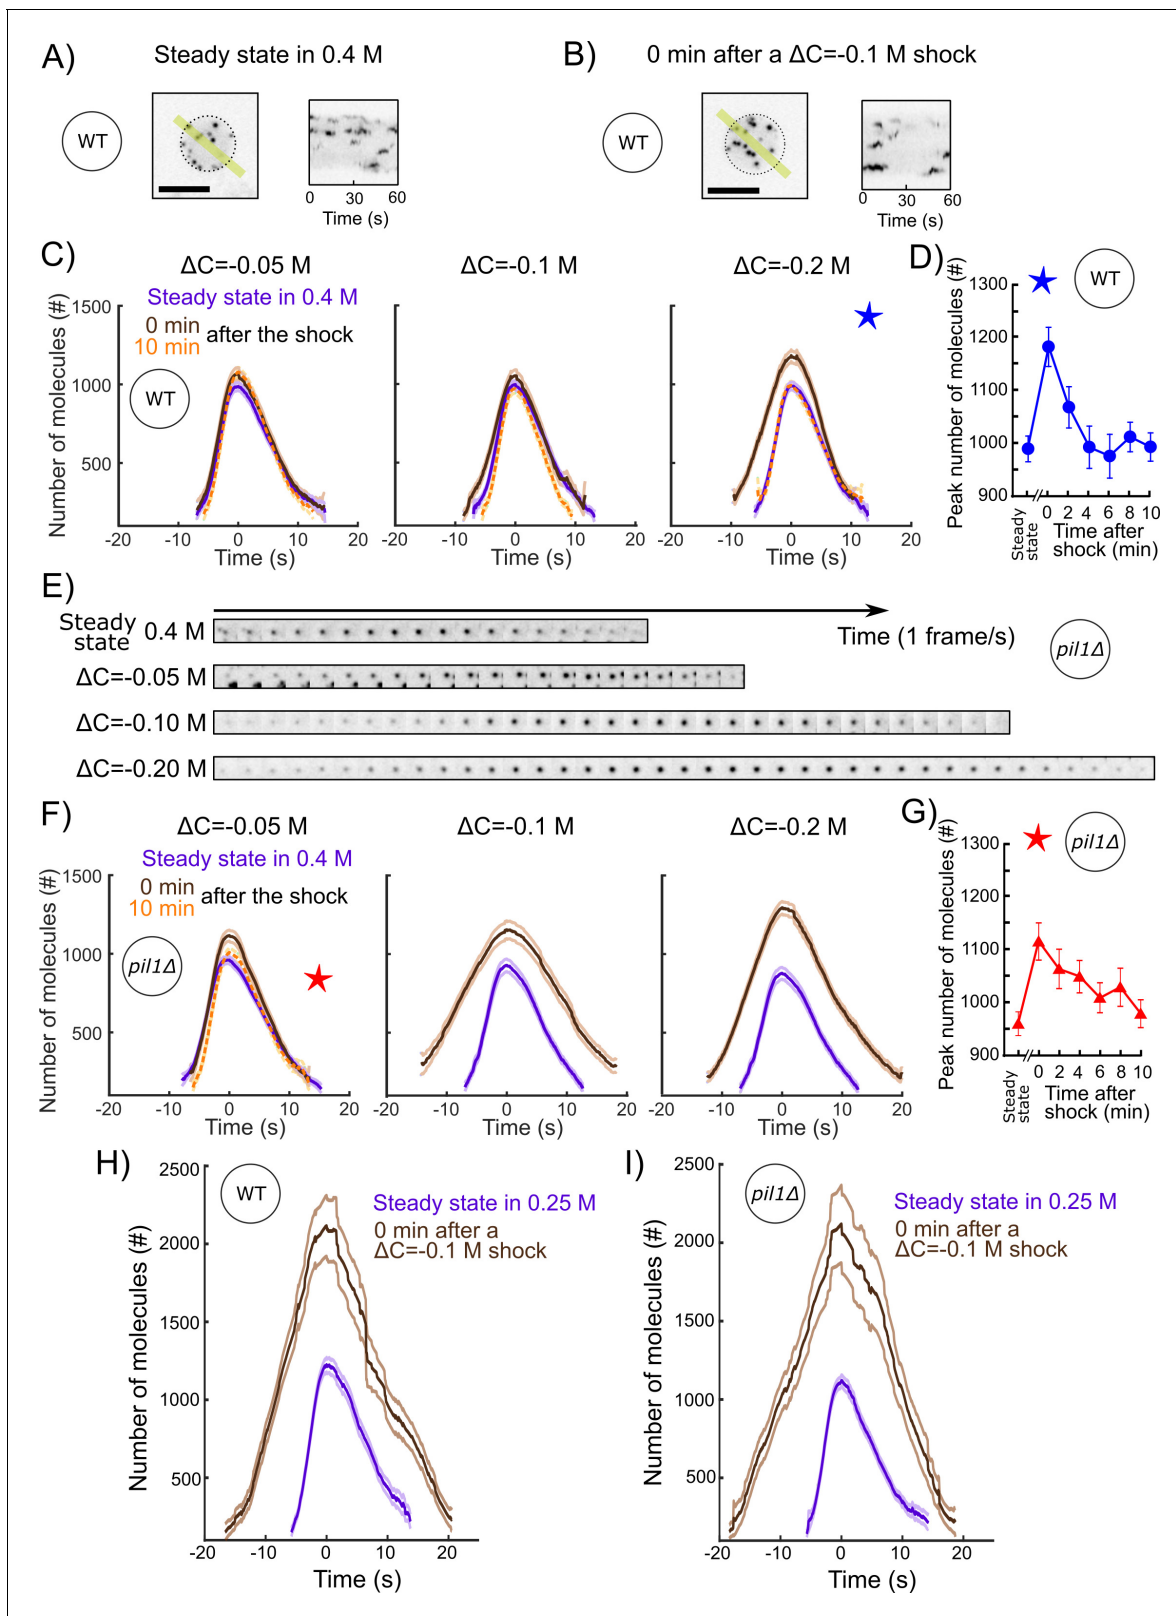 A)
Steady state in 0.4 M
B)
0 min after a ΔC=-0.1 M shock
WT
0 30 60
Time (s)
WT
0 30 60
Time (s)
C)
ΔC=-0.05 M
ΔC=-0.1 M
ΔC=-0.2 M
Steady state in 0.4 M
0 min
10 min
after the shock
WT
Number of molecules (#)
1500
1000
500
-20 -10 0 10 20
Time (s)
-20 -10 0 10 20
Time (s)
-20 -10 0 10 20
Time (s)
D)
WT
Peak number of molecules (#)
1300
1200
1100
1000
900
Steady
state
0 2 4 6 8 10
Time after
shock (min)
E)
Steady
state
0.4 M
Time (1 frame/s)
pil1Δ
ΔC=-0.05 M
ΔC=-0.10 M
ΔC=-0.20 M
F)
ΔC=-0.05 M
ΔC=-0.1 M
ΔC=-0.2 M
Steady state in 0.4 M
0 min
10 min
after the shock
pil1Δ
Number of molecules (#)
1500
1000
500
-20 -10 0 10 20
Time (s)
-20 -10 0 10 20
Time (s)
-20 -10 0 10 20
Time (s)
G)
pil1Δ
Peak number of molecules (#)
1300
1200
1100
1000
900
Steady
state
0 2 4 6 8 10
Time after
shock (min)
H)
WT
Steady state in 0.25 M
0 min after a
ΔC=-0.1 M shock
Number of molecules (#)
2500
2000
1500
1000
500
-20 -10 0 10 20
Time (s)
I)
pil1Δ
Steady state in 0.25 M
0 min after a
ΔC=-0.1 M shock
Number of molecules (#)
2500
2000
1500
1000
500
-20 -10 0 10 20
Time (s)